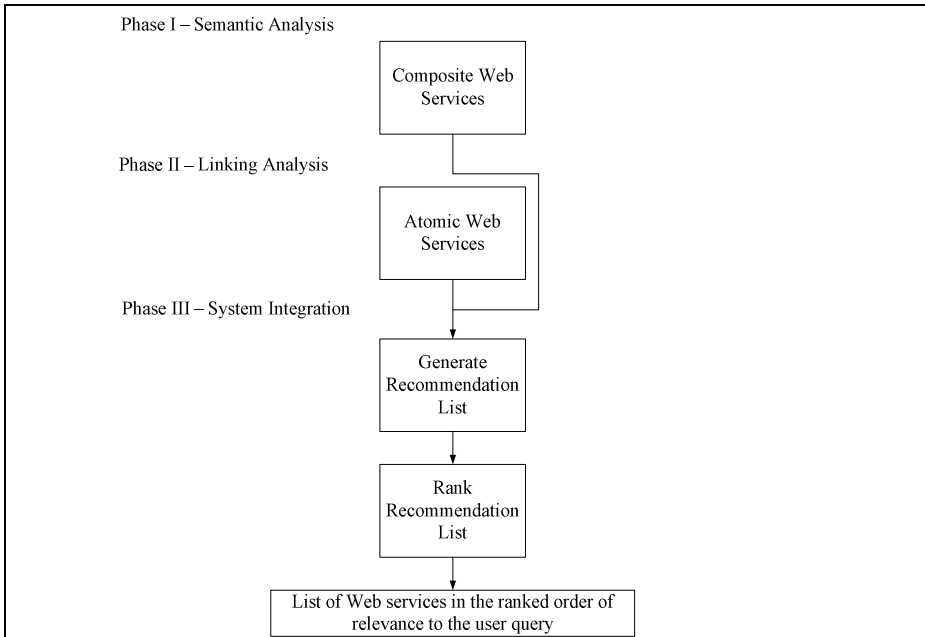 Phase I – Semantic Analysis
Composite Web
Services
Phase II – Linking Analysis
Atomic Web
Services
Phase III – System Integration
Generate
Recommendation
List
Rank
Recommendation
List
List of Web services in the ranked order of
relevance to the user query